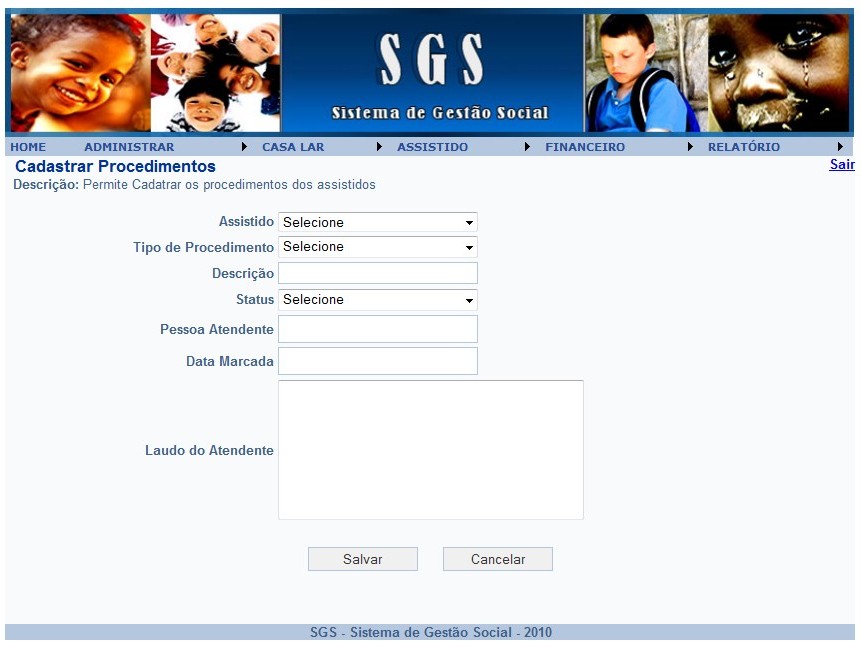 SGS
Sistema de Gestão Social
HOME ADMINISTRAR CASA LAR ASSISTIDO FINANCEIRO RELATÓRIO
Cadastrar Procedimentos Sair
Descrição: Permite Cadatrar os procedimentos dos assistidos
Assistido Selecione
Tipo de Procedimento Selecione
Descrição
Status Selecione
Pessoa Atendente
Data Marcada
Laudo do Atendente
Salvar Cancelar
SGS - Sistema de Gestão Social - 2010